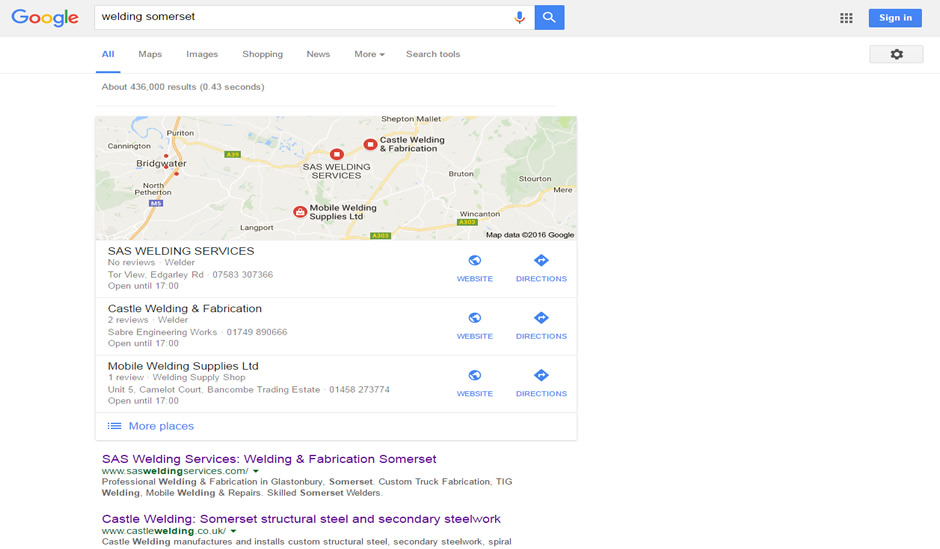 Google
welding somerset
Sign in
All Maps Images Shopping News More Search tools
About 436,000 results (0.43 seconds)
Shepton Mallet
Puriton
Cannington
Castle Welding
& Fabrication
A39
Bridgwater
SAS WELDING
SERVICES
Bruton
Stourton
North
Petherton
Mere
M5
Mobile Welding
Supplies Ltd
Wincanton
A303
Langport
A303
Map data ©2016 Google
SAS WELDING SERVICES
No reviews · Welder
Tor View, Edgarley Rd · 07583 307366
Open until 17:00
WEBSITE DIRECTIONS
Castle Welding & Fabrication
2 reviews · Welder
Sabre Engineering Works · 01749 890666
Open until 17:00
WEBSITE DIRECTIONS
Mobile Welding Supplies Ltd
1 review · Welding Supply Shop
Unit 5, Camelot Court, Bancombe Trading Estate · 01458 273774
Open until 17:00
WEBSITE DIRECTIONS
More places
SAS Welding Services: Welding & Fabrication Somerset
www.sasweldingservices.com/
Professional Welding & Fabrication in Glastonbury, Somerset. Custom Truck Fabrication, TIG
Welding, Mobile Welding & Repairs. Skilled Somerset Welders.
Castle Welding: Somerset structural steel and secondary steelwork
www.castlewelding.co.uk/
Castle Welding manufactures and installs custom structural steel, secondary steelwork, spiral